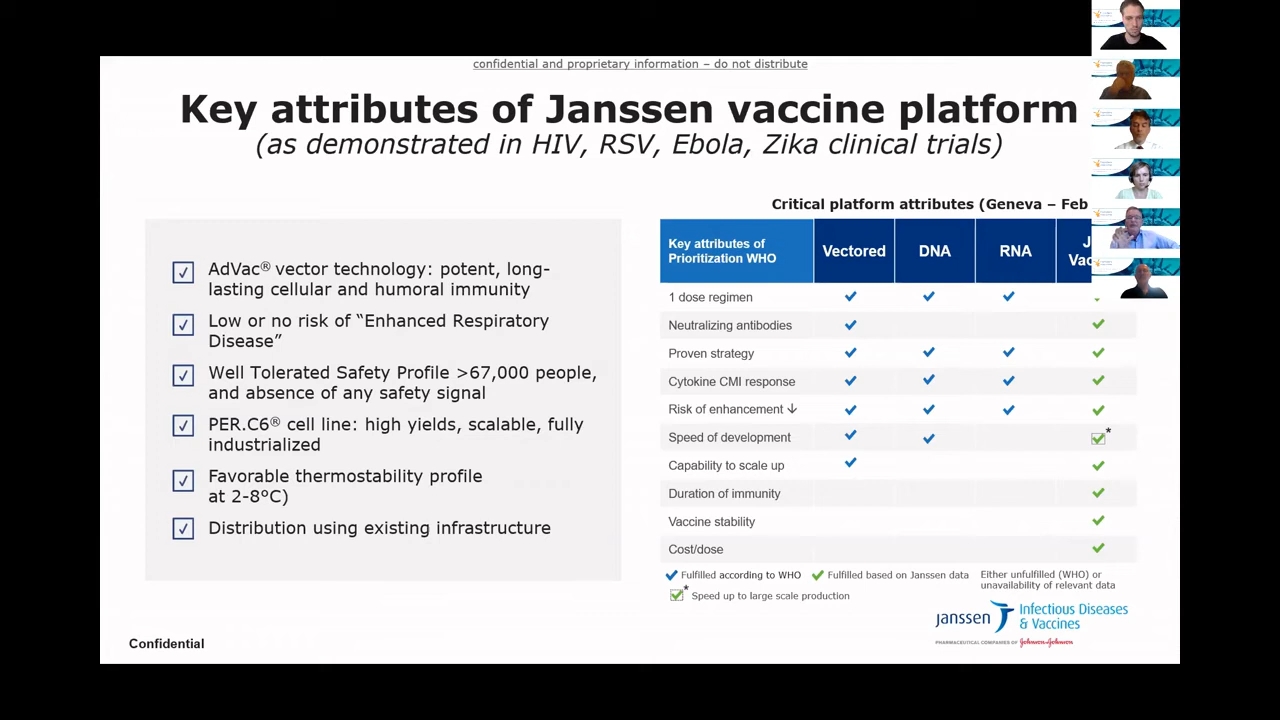 confidential and proprietary information – do not distribute
Key attributes of Janssen vaccine platform
(as demonstrated in HIV, RSV, Ebola, Zika clinical trials)
AdVac® vector technology: potent, long-
lasting cellular and humoral immunity
Low or no risk of “Enhanced Respiratory
Disease”
Well Tolerated Safety Profile >67,000 people,
and absence of any safety signal
PER.C6® cell line: high yields, scalable, fully
industrialized
Favorable thermostability profile
at 2-8°C)
Distribution using existing infrastructure
Critical platform attributes (Geneva – Feb
Key attributes of
Prioritization WHO
Vectored
DNA
RNA
1 dose regimen
Neutralizing antibodies
Proven strategy
Cytokine CMI response
Risk of enhancement ↓
Speed of development
*
Capability to scale up
Duration of immunity
Vaccine stability
Cost/dose
Fulfilled according to WHO
Fulfilled based on Janssen data
Either unfulfilled (WHO) or
unavailability of relevant data
* Speed up to large scale production
janssen Infectious Diseases
& Vaccines
PHARMACEUTICAL COMPANIES OF Johnson & Johnson
Confidential